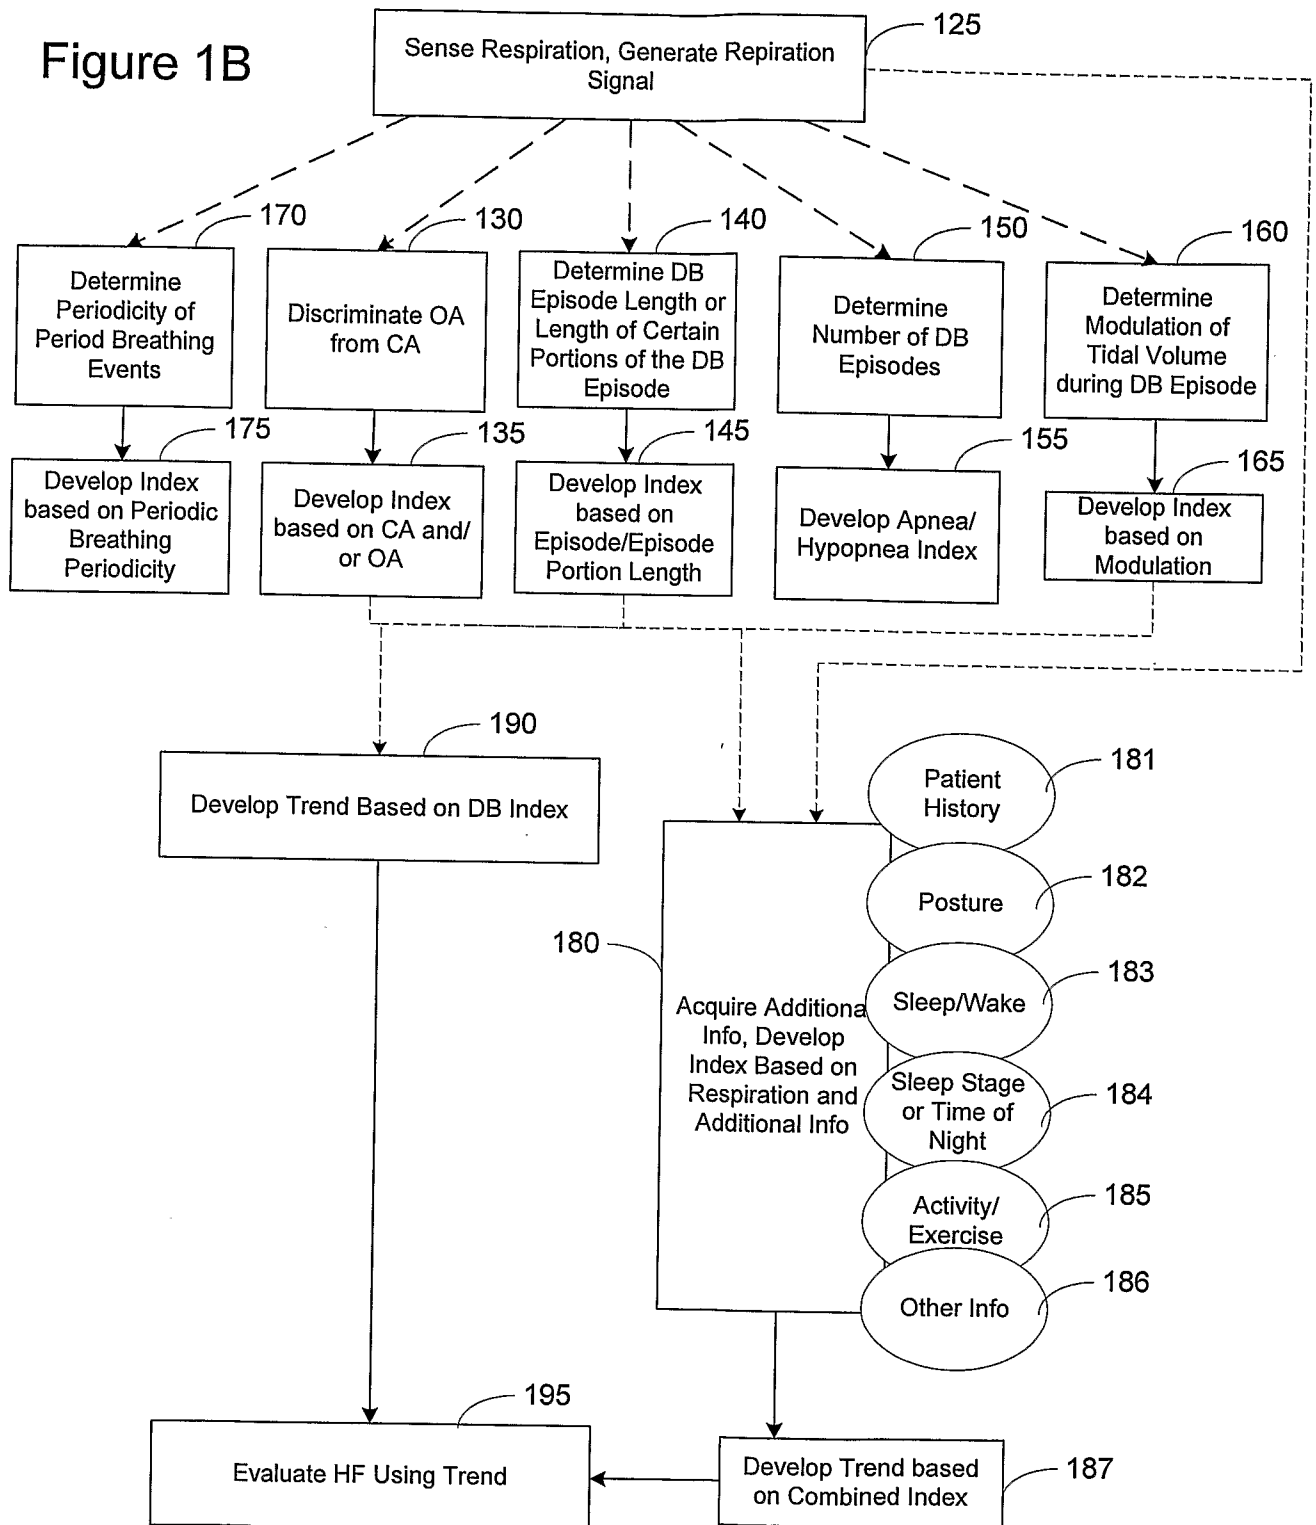 Figure 1B
125
Sense Respiration, Generate Repiration
Signal
170
130
140
150
160
Determine
Periodicity of
Period Breathing
Events
Discriminate OA
from CA
Determine DB
Episode Length or
Length of Certain
Portions of the DB
Episode
Determine
Number of DB
Episodes
Determine
Modulation of
Tidal Volume
during DB Episode
175
135
145
155
165
Develop Index
based on Periodic
Breathing
Periodicity
Develop Index
based on CA and/
or OA
Develop Index
based on
Episode/Episode
Portion Length
Develop Apnea/
Hypopnea Index
Develop Index
based on
Modulation
190
Develop Trend Based on DB Index
180
Acquire Additiona
Info, Develop
Index Based on
Respiration and
Additional Info
Patient
History
181
Posture
182
Sleep/Wake
183
Sleep Stage
or Time of
Night
184
Activity/
Exercise
185
Other Info
186
195
Evaluate HF Using Trend
Develop Trend based
on Combined Index
187